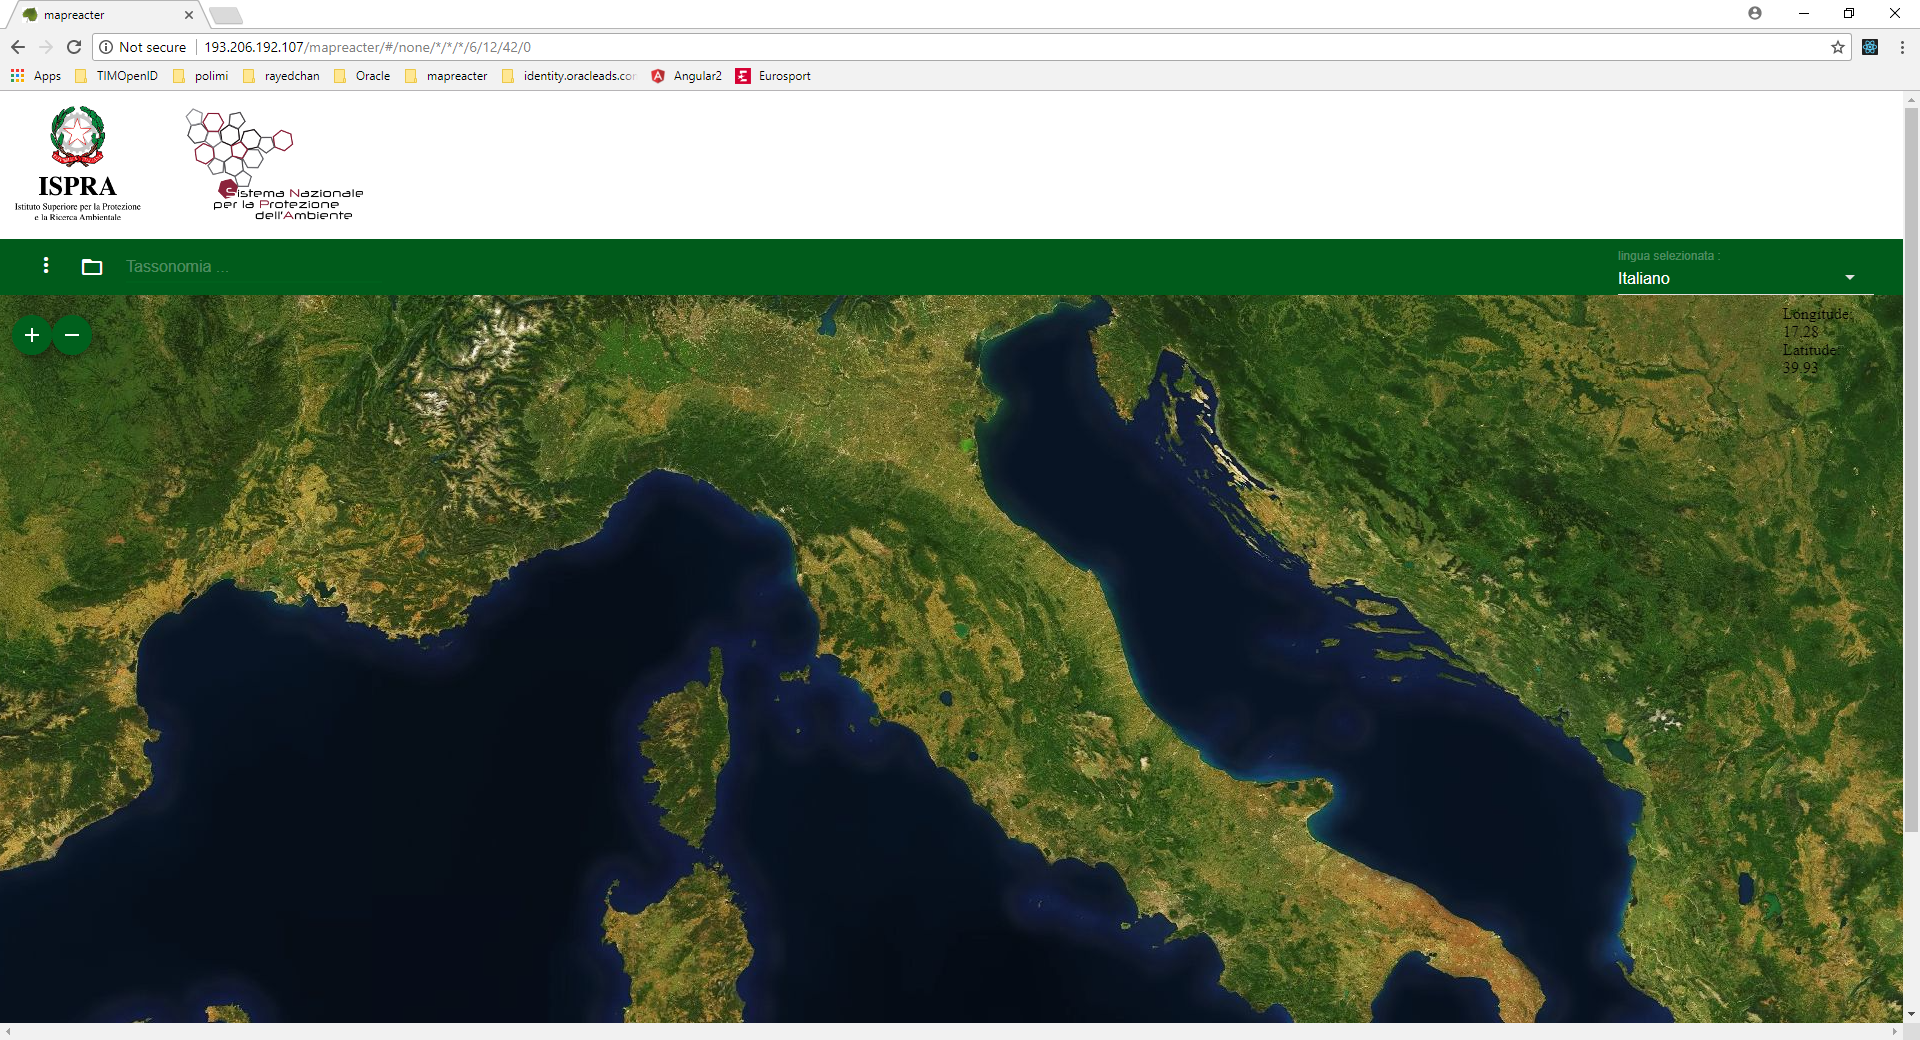 mapreacter
Not secure
193.206.192.107/mapreacter/#/none/*/*/*/6/12/42/0
Apps
TIMOpenID
polimi
rayedchan
Oracle
mapreacter
identity.oracleads.cor
Angular2
Eurosport
ISPRA
Istituto Superiore per la Protezione
e la Ricerca Ambientale
Sistema Nazionale
per la Protezione
dell'Ambiente
Tassonomia ...
lingua selezionata :
Italiano
Longitude:
17.28
Latitude:
39.93